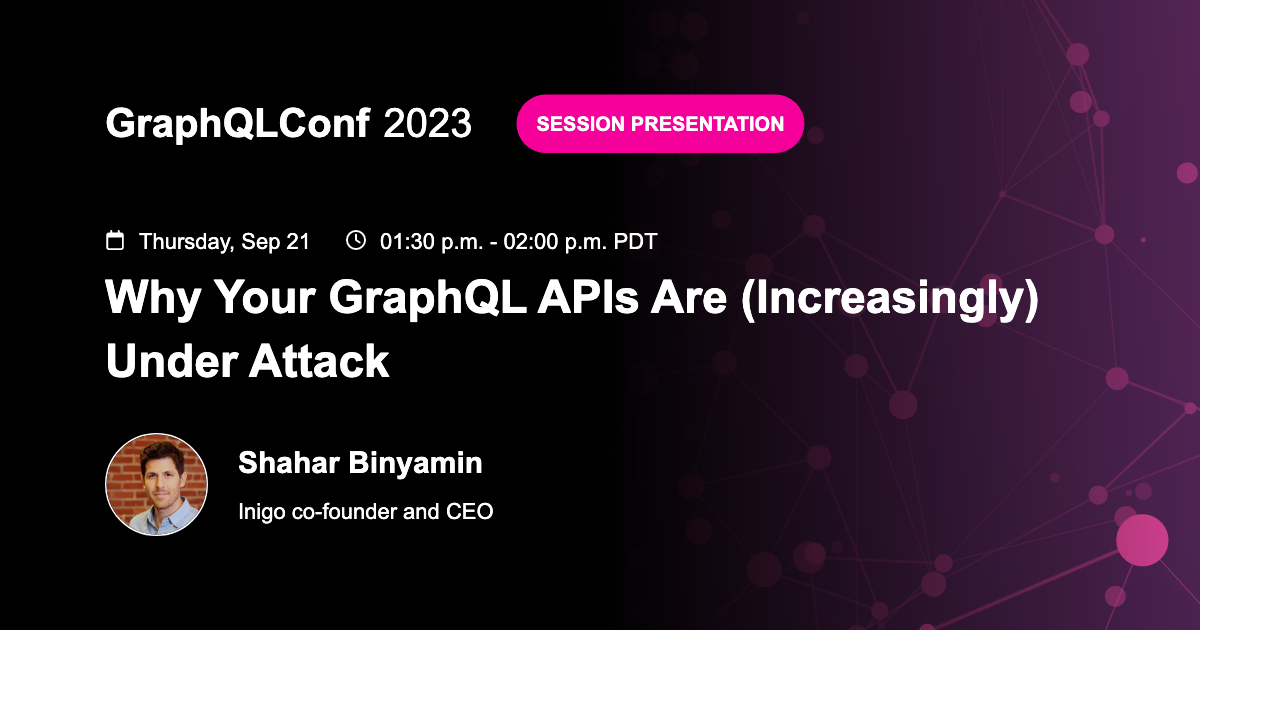 GraphQLConf 2023
SESSION PRESENTATION
Thursday, Sep 21
01:30 p.m. - 02:00 p.m. PDT
Why Your GraphQL APIs Are (Increasingly)
Under Attack
Shahar Binyamin
Inigo co-founder and CEO